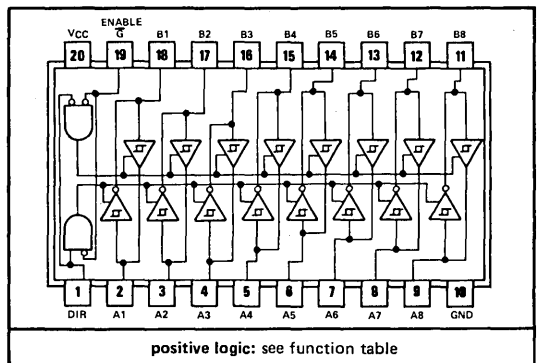 VCC ENABLE G̅ B1 B2 B3 B4 B5 B6 B7 B8
20 19 18 17 16 15 14 13 12 11
1 2 3 4 5 6 7 8 9 10
DIR A1 A2 A3 A4 A5 A6 A7 A8 GND
positive logic: see function table